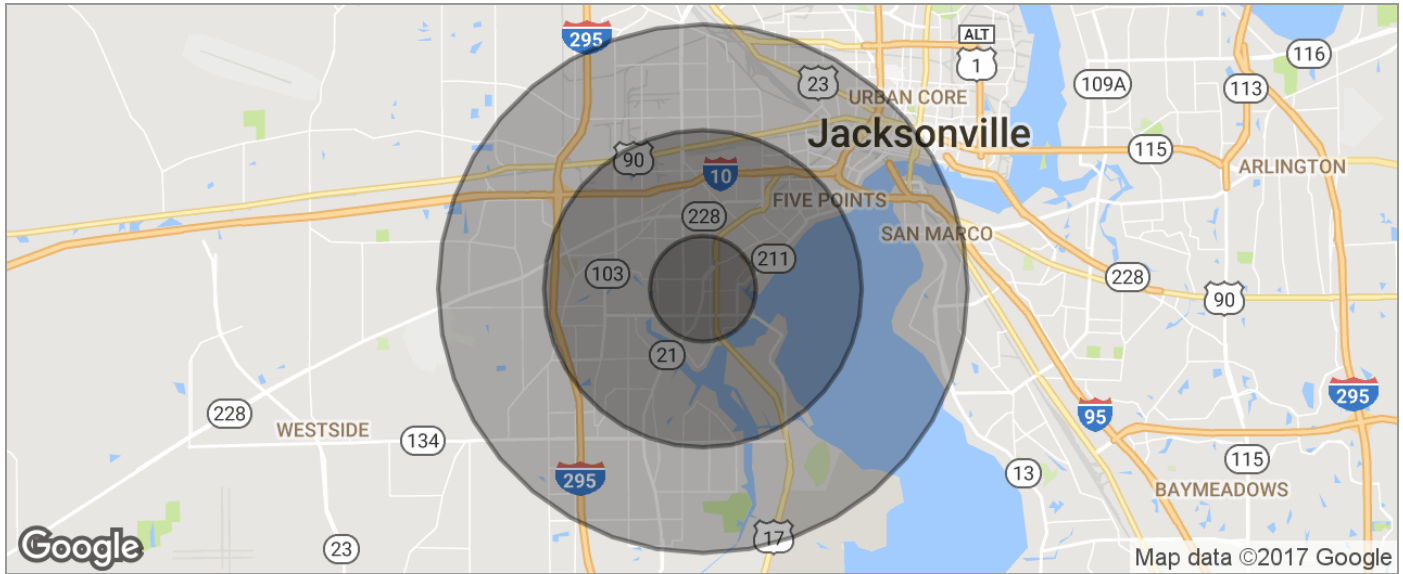 295
ALT
1
116
23
109A
113
URBAN CORE
Jacksonville
90
115
10
ARLINGTON
FIVE POINTS
228
SAN MARCO
211
103
228
90
21
295
228
95
WESTSIDE
134
115
295
13
BAYMEADOWS
17
23
Google
Map data ©2017 Google